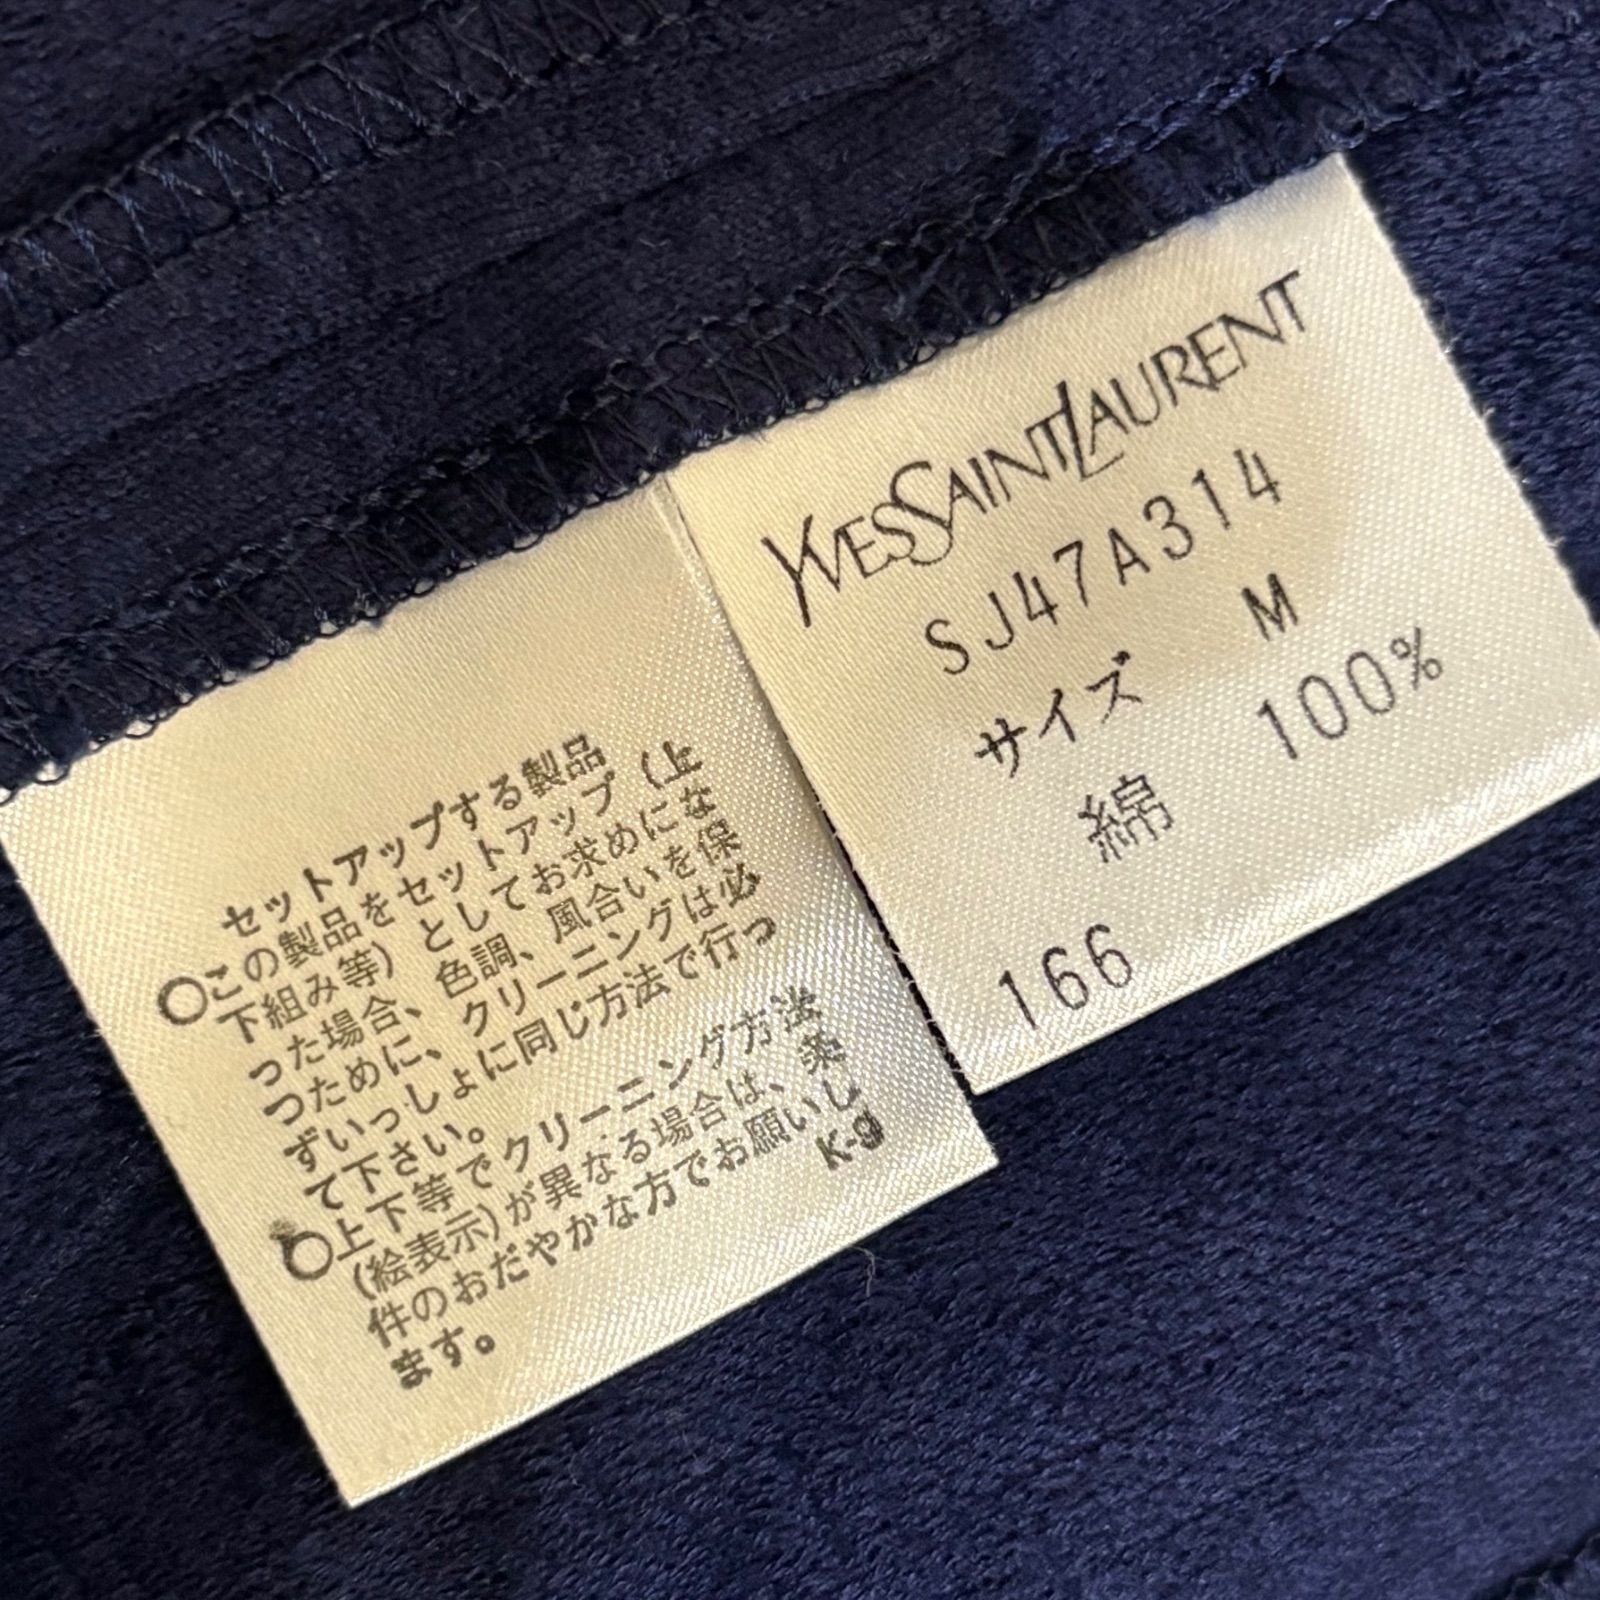 セットアップする製品
○この製品をセットアップ（上
下組み等）としてお求めにな
った場合、色調、風合いを保
つために、クリーニングは必
ずいっしょに同じ方法で行っ
て下さい。
○上下等でクリーニング方法
(絵表示)が異なる場合は、条
件のおだやかな方でお願いし
ます。
K-g
YVESSAINTLAURENT
SJ47A314
サイズ M
綿 100%
166